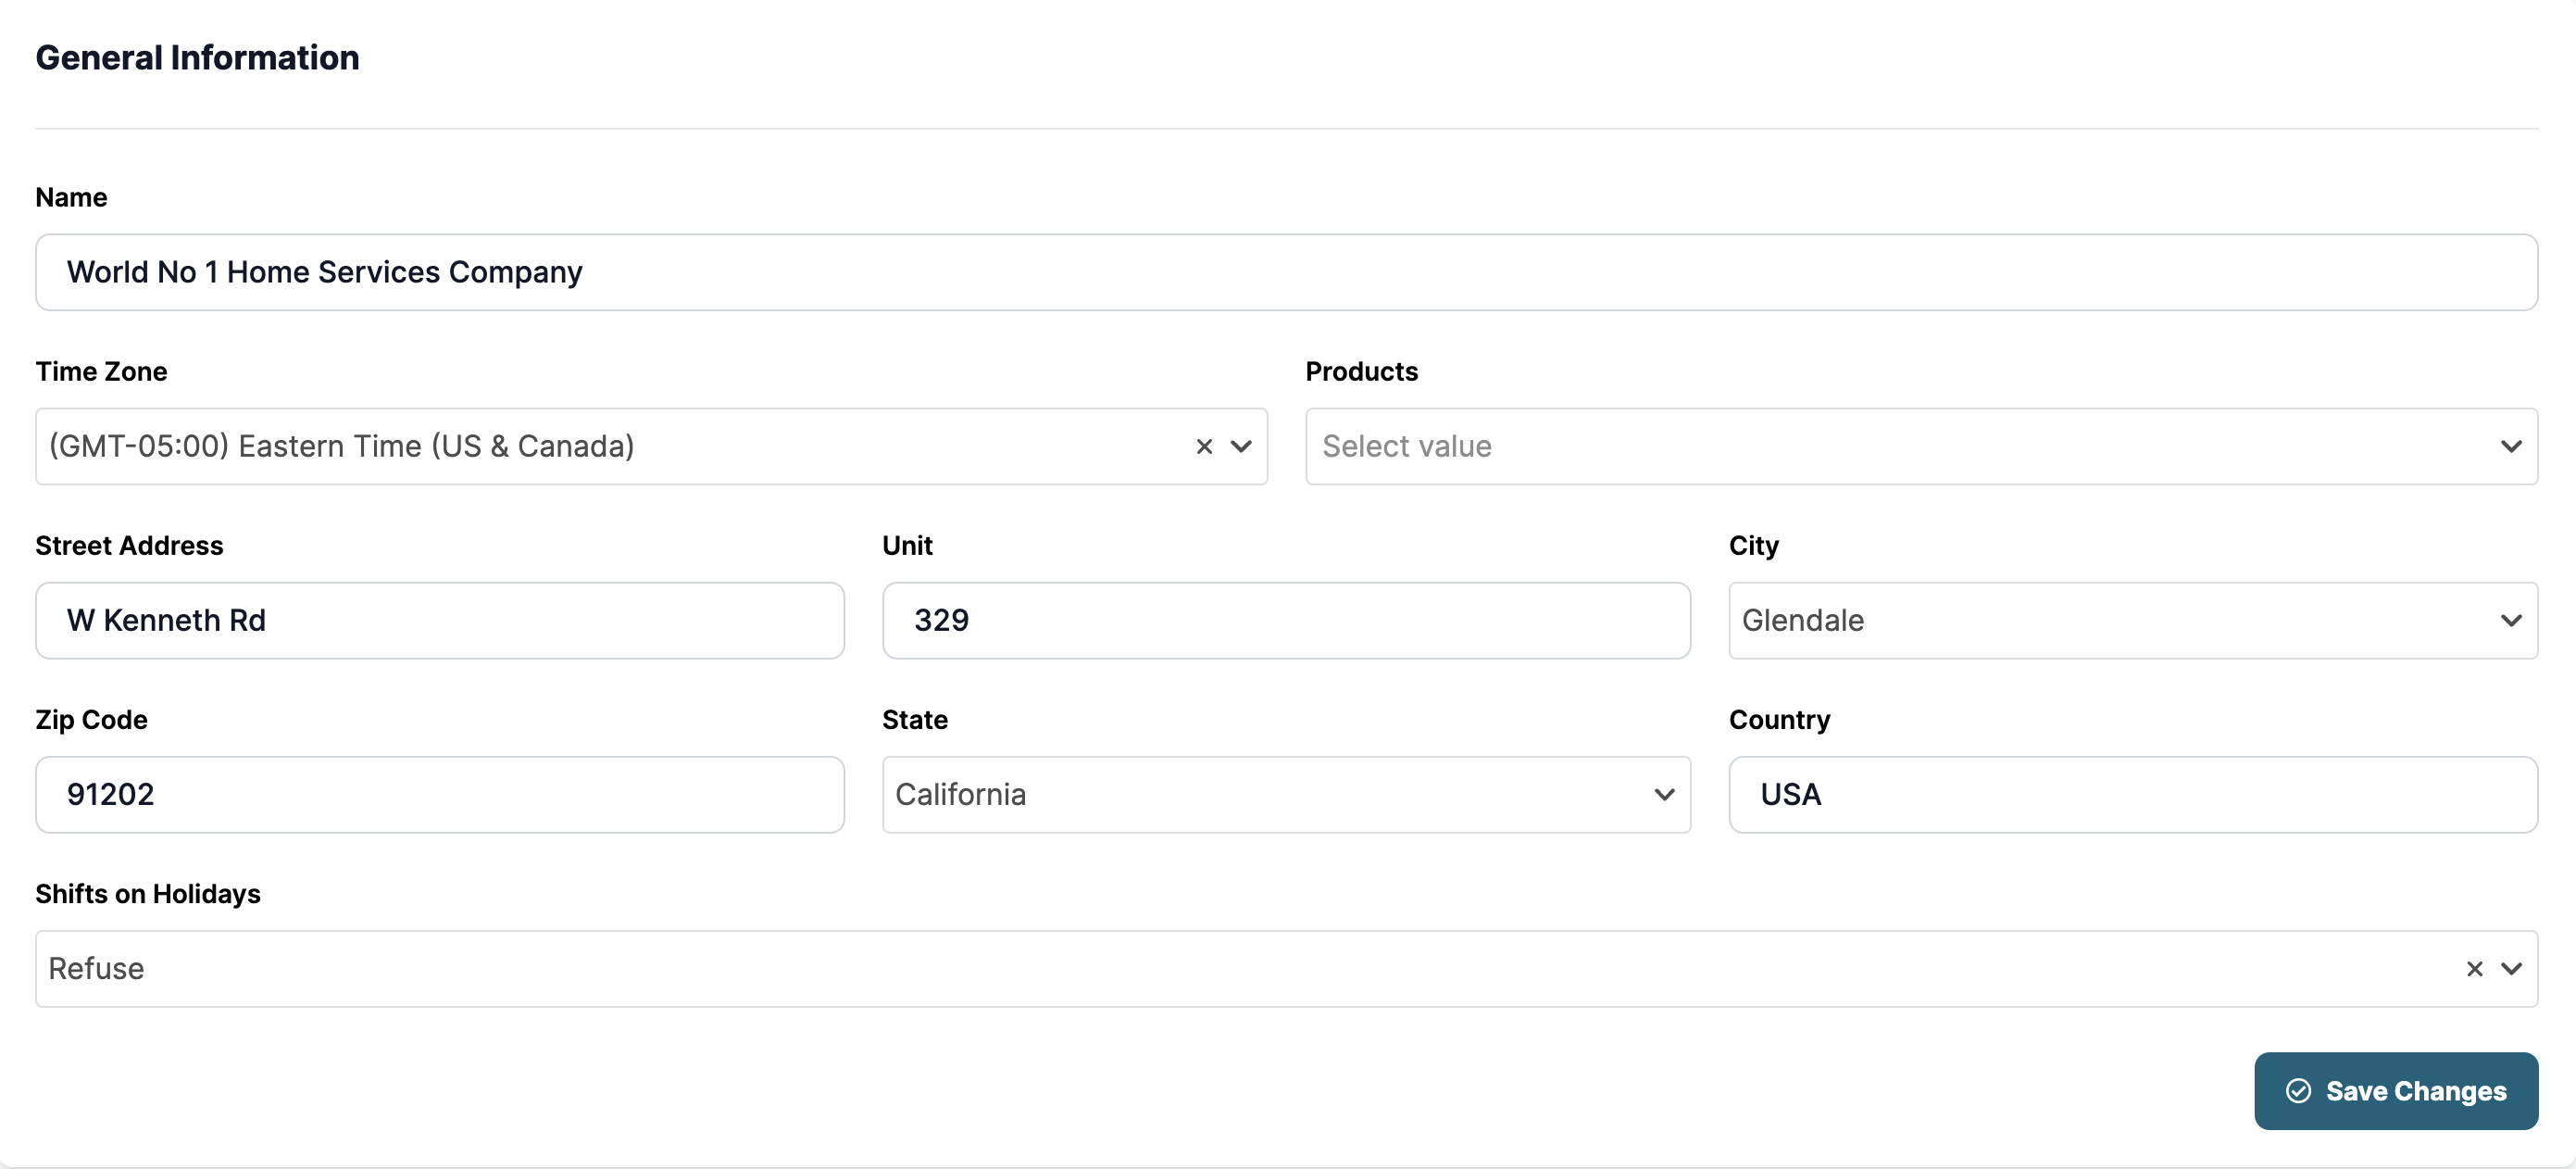 General Information
Name
World No 1 Home Services Company
Time Zone
Products
(GMT-05:00) Eastern Time (US & Canada)
Select value
Street Address
Unit
City
W Kenneth Rd
329
Glendale
Zip Code
State
Country
91202
California
USA
Shifts on Holidays
Refuse
Save Changes